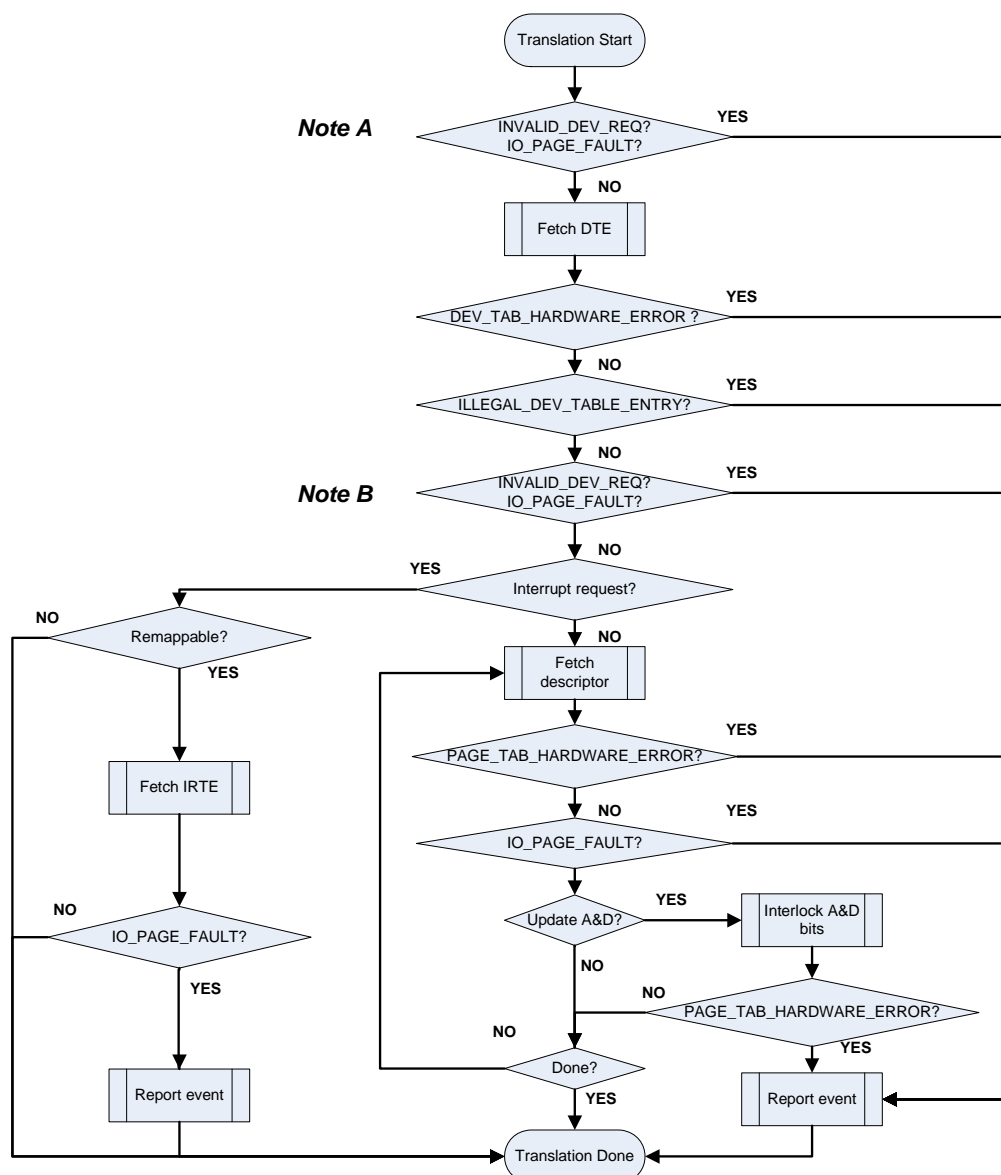 Translation Start
Note A
INVALID_DEV_REQ?
IO_PAGE_FAULT?
YES
NO
Fetch DTE
DEV_TAB_HARDWARE_ERROR ?
YES
NO
ILLEGAL_DEV_TABLE_ENTRY?
YES
NO
Note B
INVALID_DEV_REQ?
IO_PAGE_FAULT?
YES
NO
Interrupt request?
YES
NO
Remappable?
NO
YES
Fetch
descriptor
PAGE_TAB_HARDWARE_ERROR?
YES
NO
Fetch IRTE
IO_PAGE_FAULT?
YES
Update A&D?
YES
NO
Interlock A&D
bits
IO_PAGE_FAULT?
NO
YES
PAGE_TAB_HARDWARE_ERROR?
NO
YES
Done?
NO
YES
Report event
Report event
Translation Done